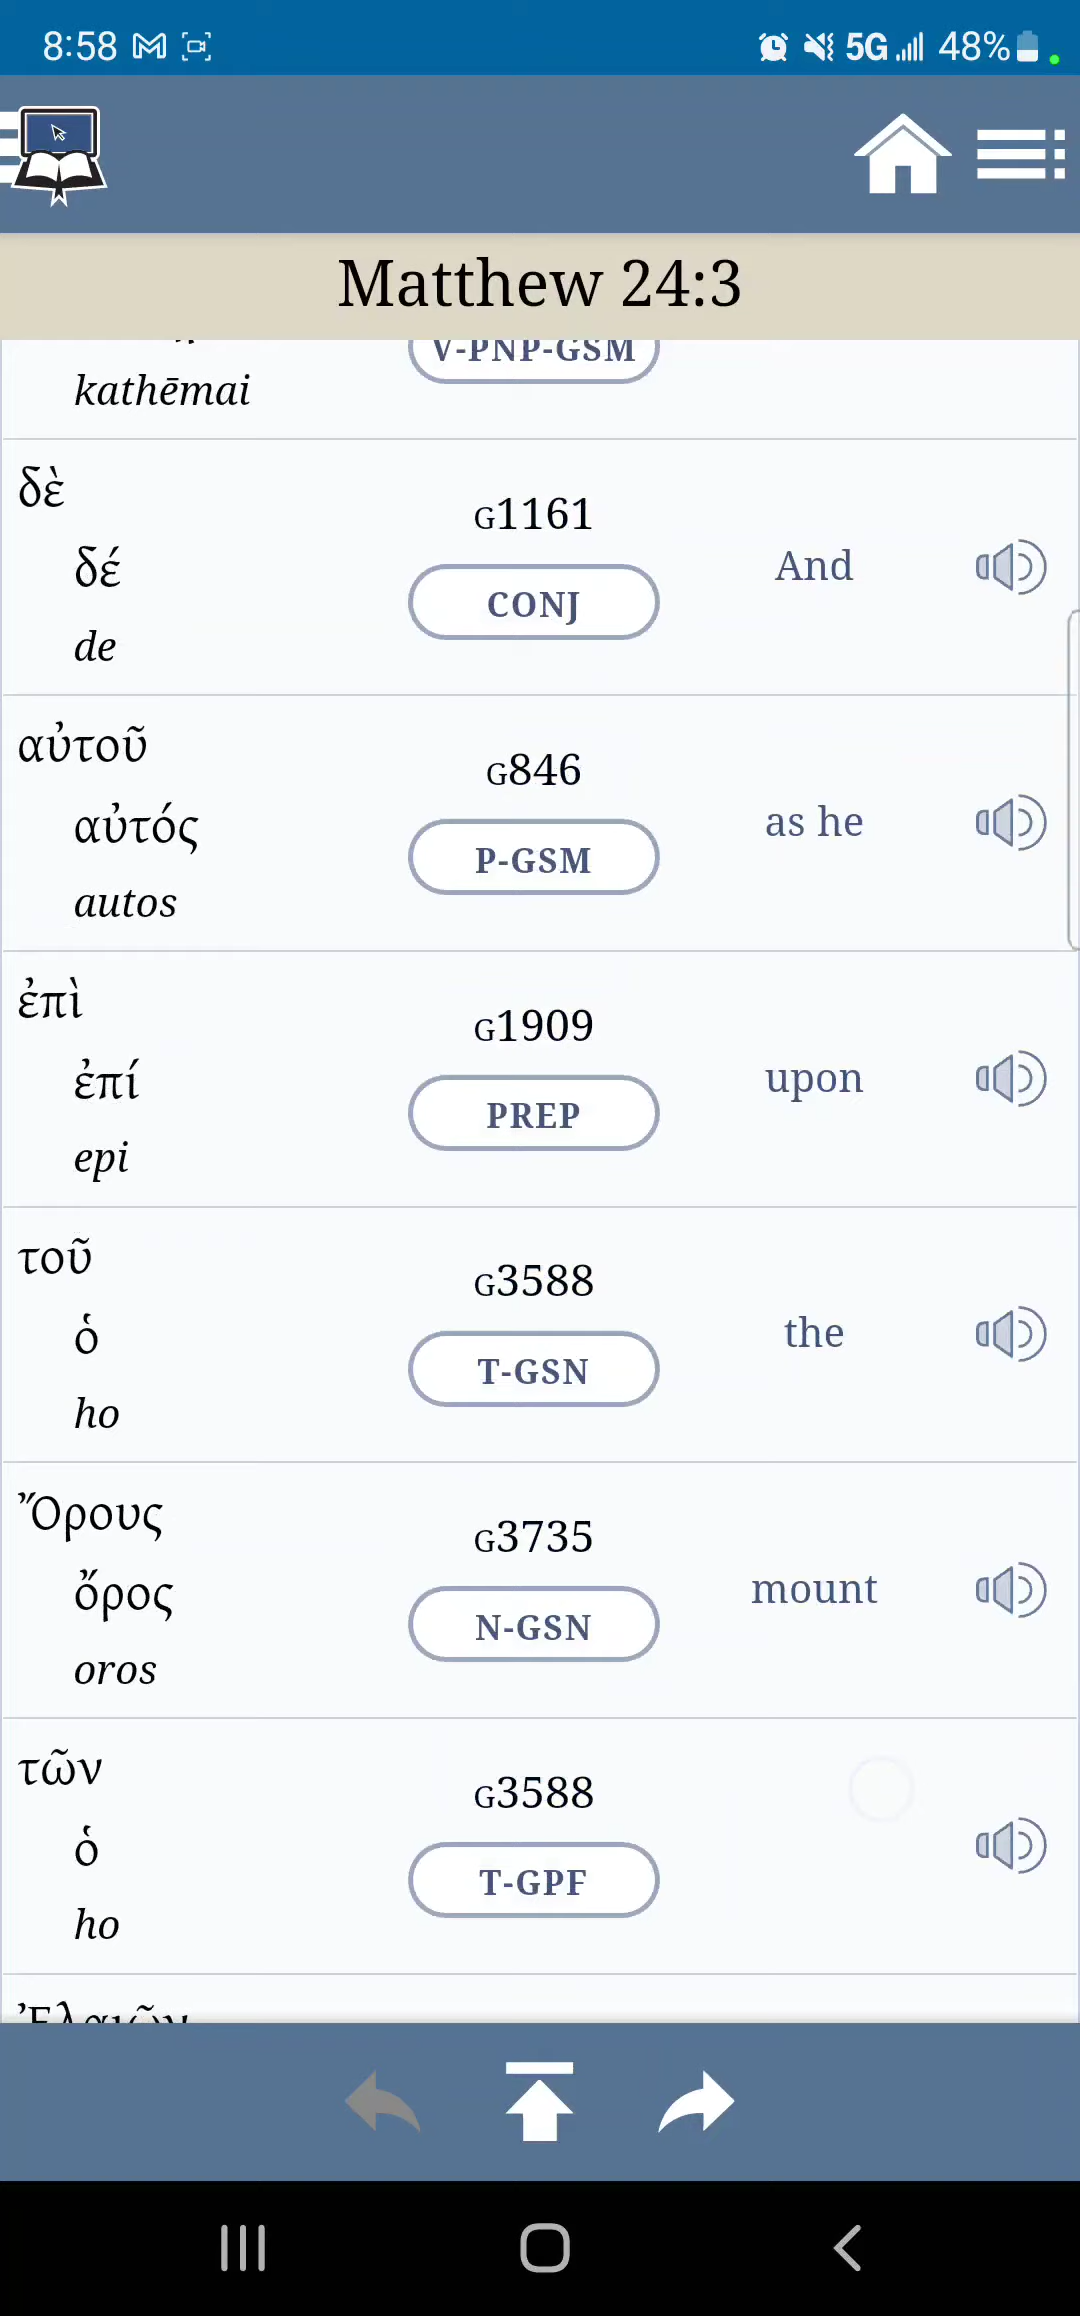 8:58 5G 48%
Matthew 24:3
kathēmai V-PNP-GSM
δὲ
G1161
δέ CONJ And
de
αὐτοῦ
G846
αὐτός P-GSM as he
autos
ἐπὶ
G1909
ἐπί PREP upon
epi
τοῦ
G3588
ὁ T-GSN the
ho
Ὄρους
G3735
ὄρος N-GSN mount
oros
τῶν
G3588
ὁ T-GPF
ho
Ἐλαιῶν